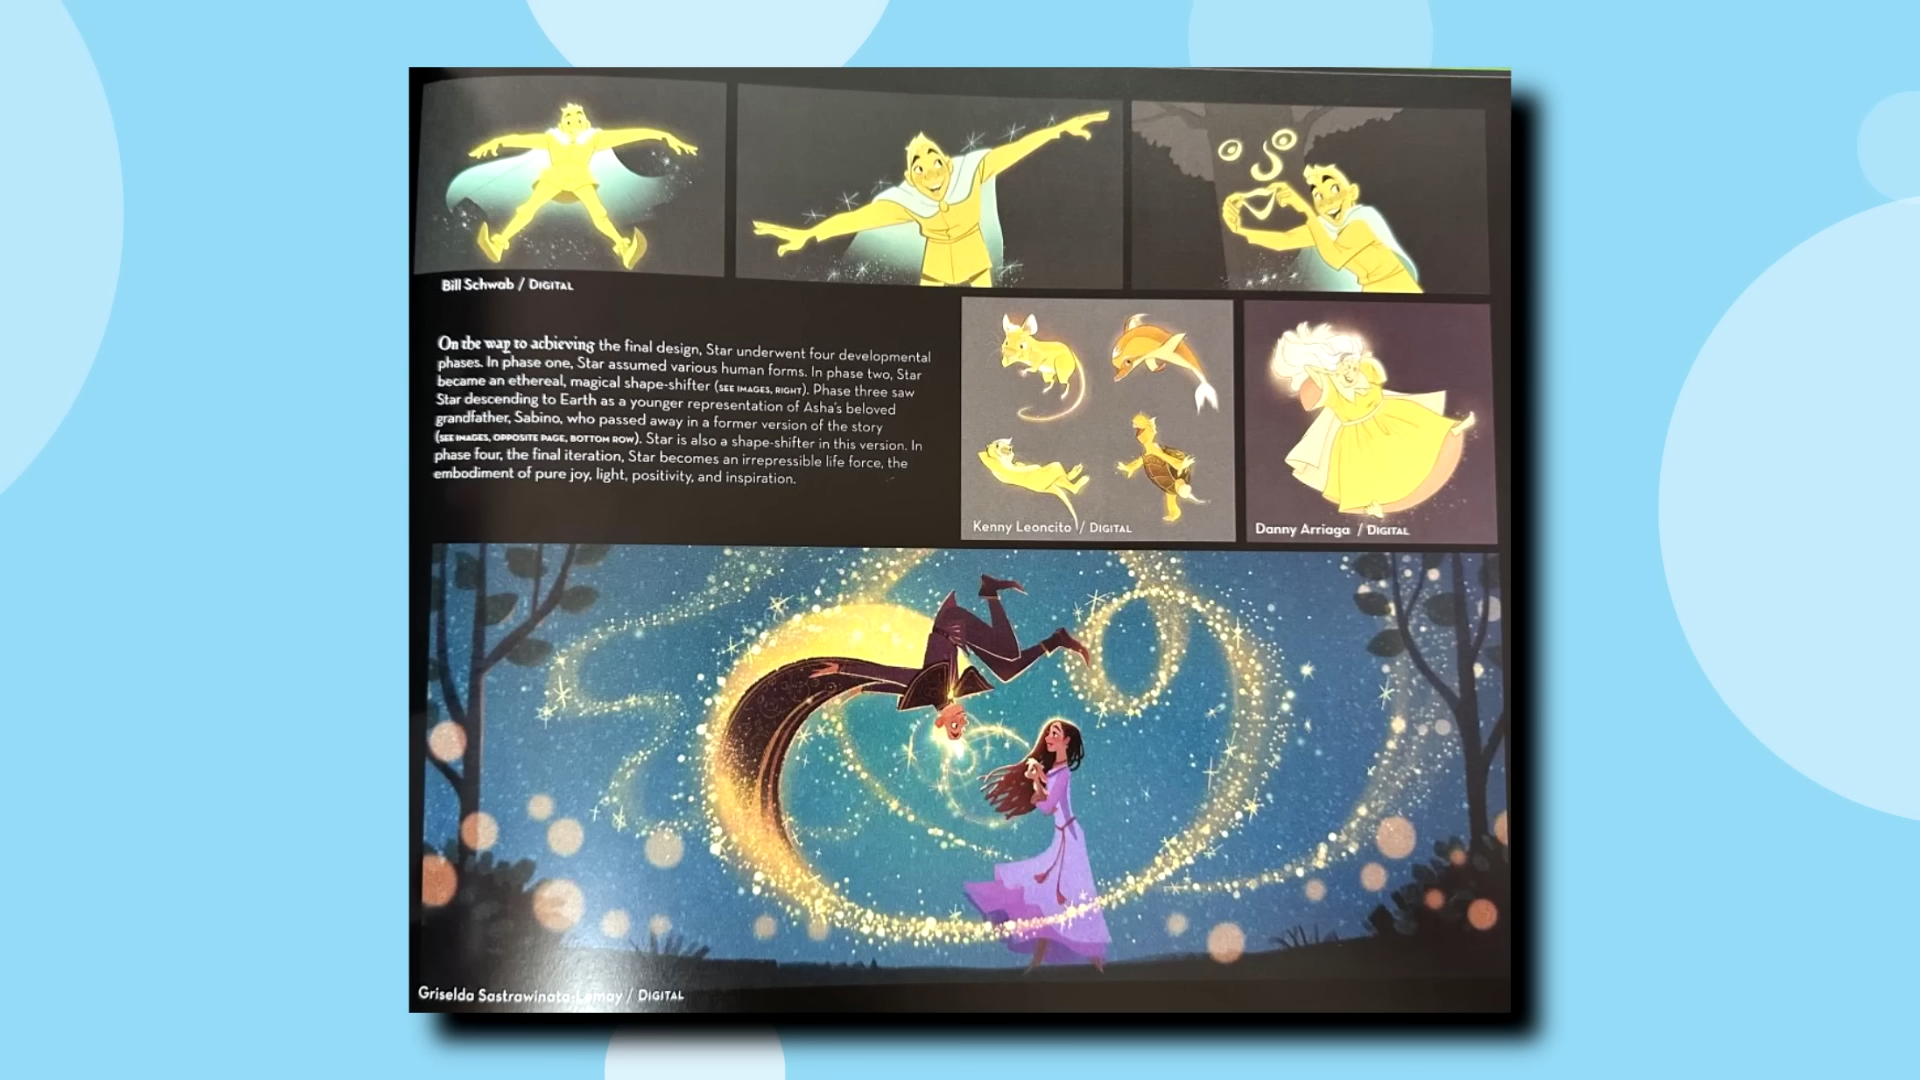 Bill Schwab / DIGITAL
On the way to achieving the final design, Star underwent four developmental
phases. In phase one, Star assumed various human forms. In phase two, Star
became an ethereal, magical shape-shifter (SEE IMAGES, RIGHT). Phase three saw
Star descending to Earth as a younger representation of Asha's beloved
grandfather, Sabino, who passed away in a former version of the story
(SEE IMAGES, OPPOSITE PAGE, BOTTOM ROW). Star is also a shape-shifter in this version. In
phase four, the final iteration, Star becomes an irrepressible life force, the
embodiment of pure joy, light, positivity, and inspiration.
Kenny Leoncito / DIGITAL
Danny Arriaga / DIGITAL
Griselda Sastrawinata-Lemay / DIGITAL